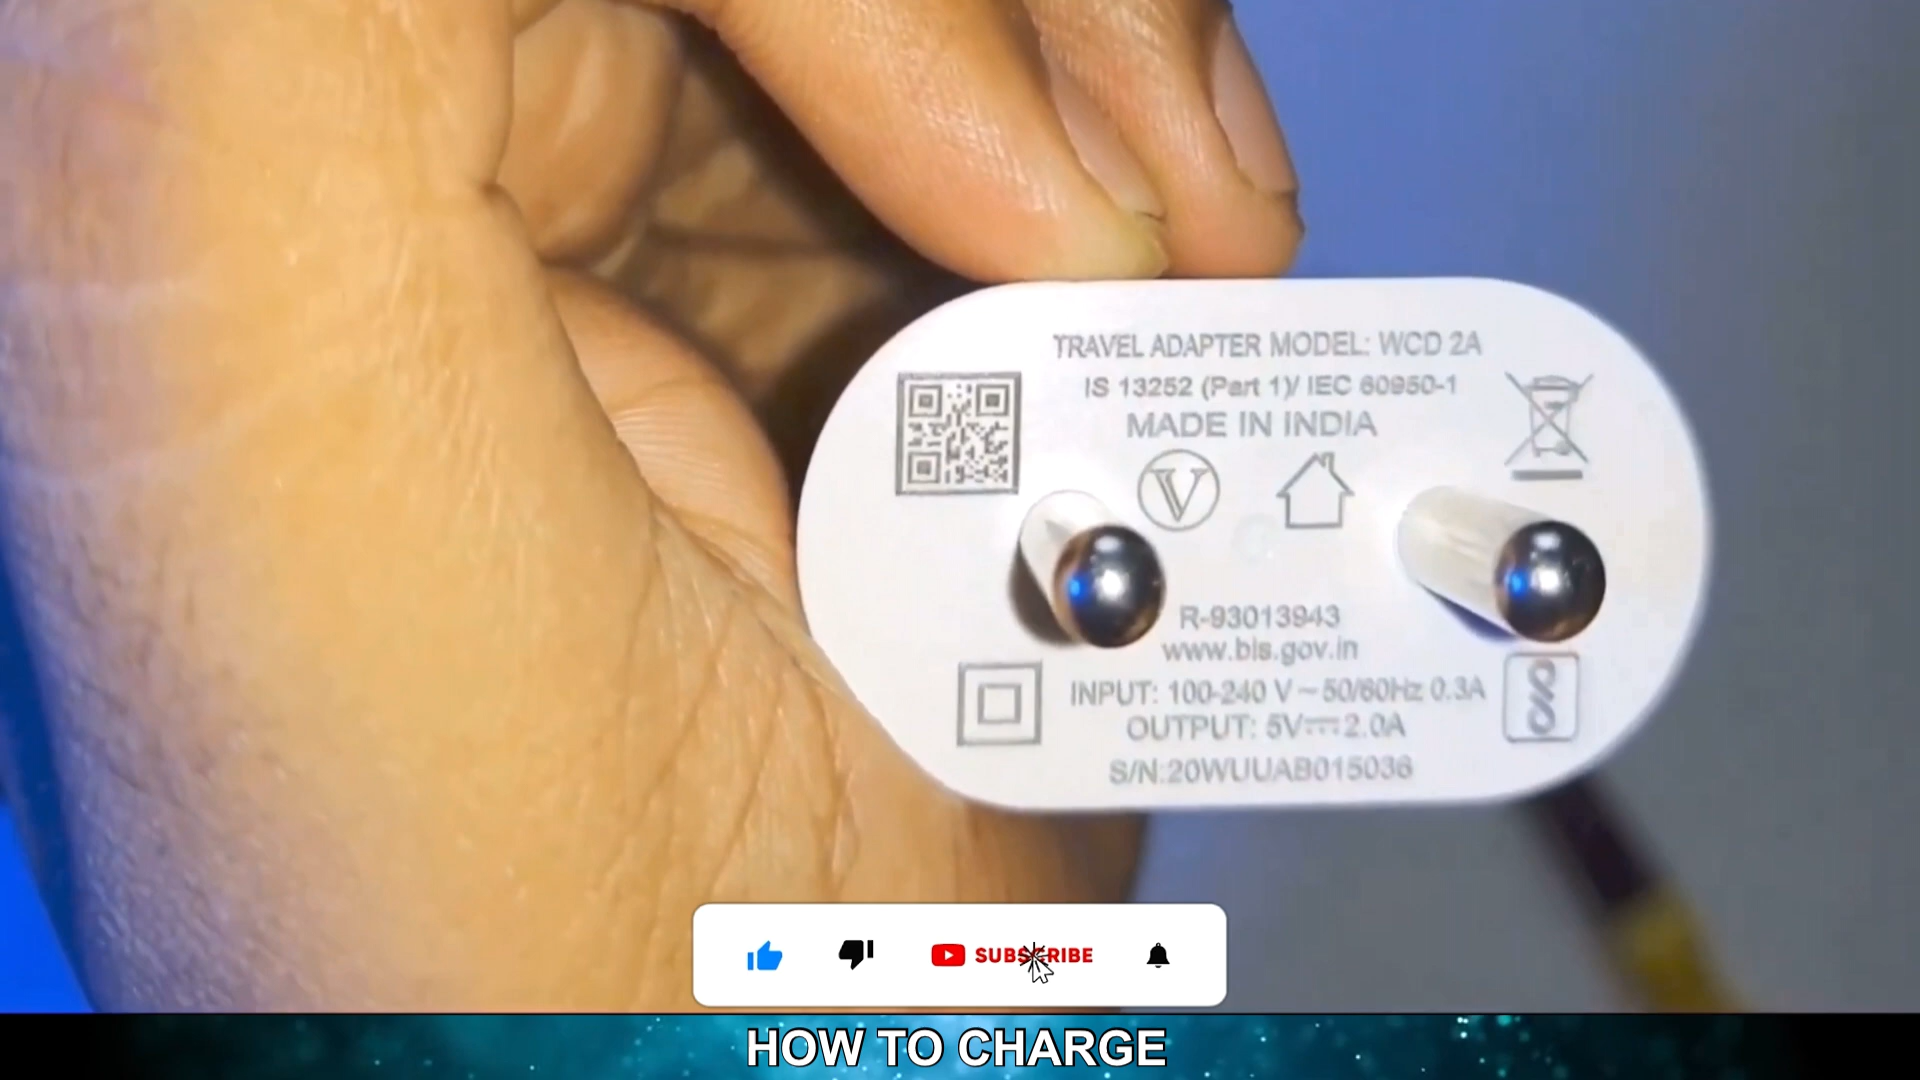 TRAVEL ADAPTER MODEL: WCD 2A
IS 13252 (Part 1)/ IEC 60950-1
MADE IN INDIA
V
R-93013943
www.bis.gov.in
INPUT: 100-240 V ~ 50/60Hz 0.3A
OUTPUT: 5V⎓2.0A
S/N:20WUUAB015036
SUBSCRIBE
HOW TO CHARGE